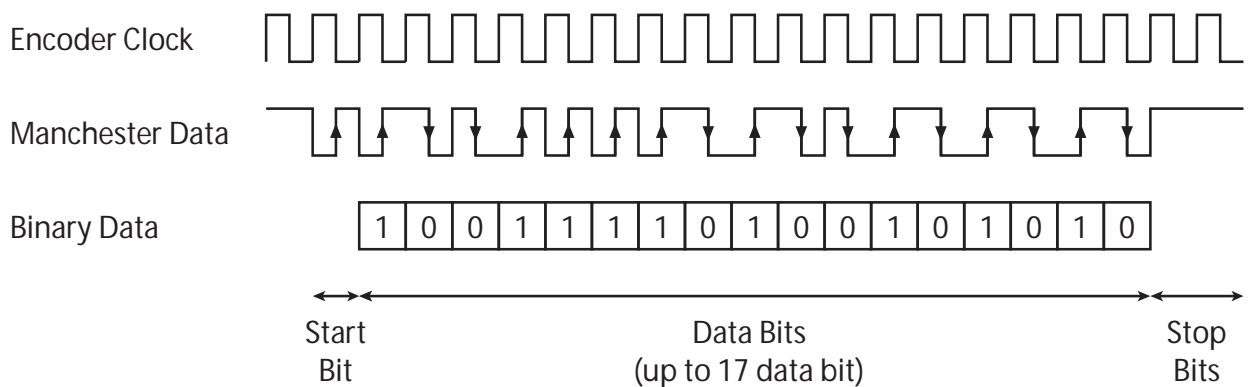 Encoder Clock
Manchester Data
Binary Data
1 0 0 1 1 1 1 0 1 0 0 1 0 1 0 1 0
Start
Bit
Data Bits
(up to 17 data bit)
Stop
Bits